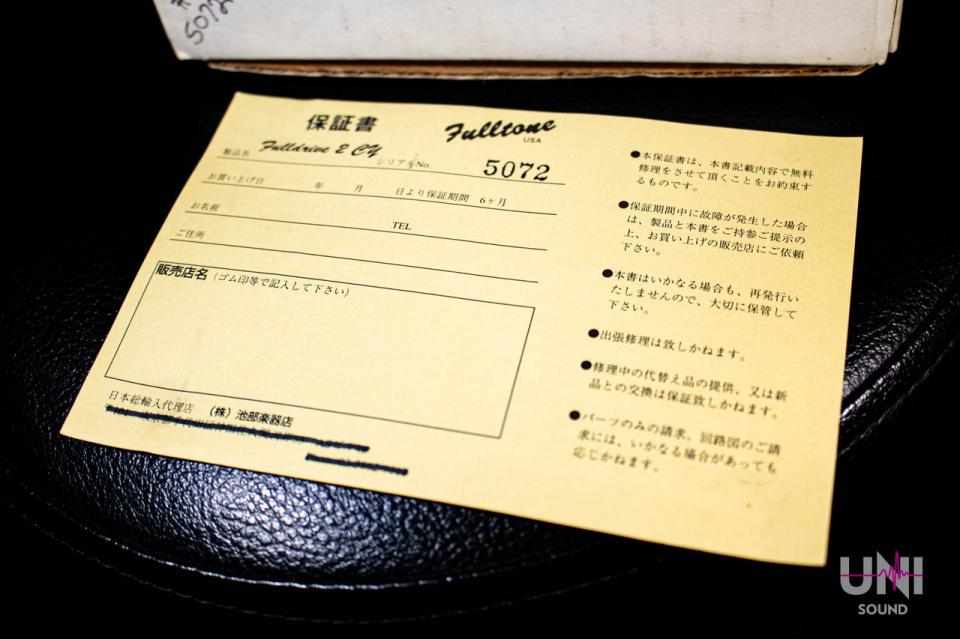 5072
保証書
Fulltone
USA
製品名 Fulldrive 2 CY シリアルNo. 5072
お買い上げ日 年 月 日より保証期間 6ヶ月
お名前 TEL
ご住所
販売店名（ゴム印等で記入して下さい）
日本総輸入代理店 （株）池部楽器店
●本保証書は、本書記載内容で無料
修理をさせて頂くことをお約束す
るものです。
●保証期間中に故障が発生した場合
は、製品と本書をご持参ご提示の
上、お買い上げの販売店にご依頼
下さい。
●本書はいかなる場合も、再発行い
たしませんので、大切に保管して
下さい。
●出張修理は致しかねます。
●修理中の代替え品の提供、又は新
品との交換は保証致しかねます。
●パーツのみの請求、回路図のご請
求には、いかなる場合があっても
応じかねます。
UNI
SOUND